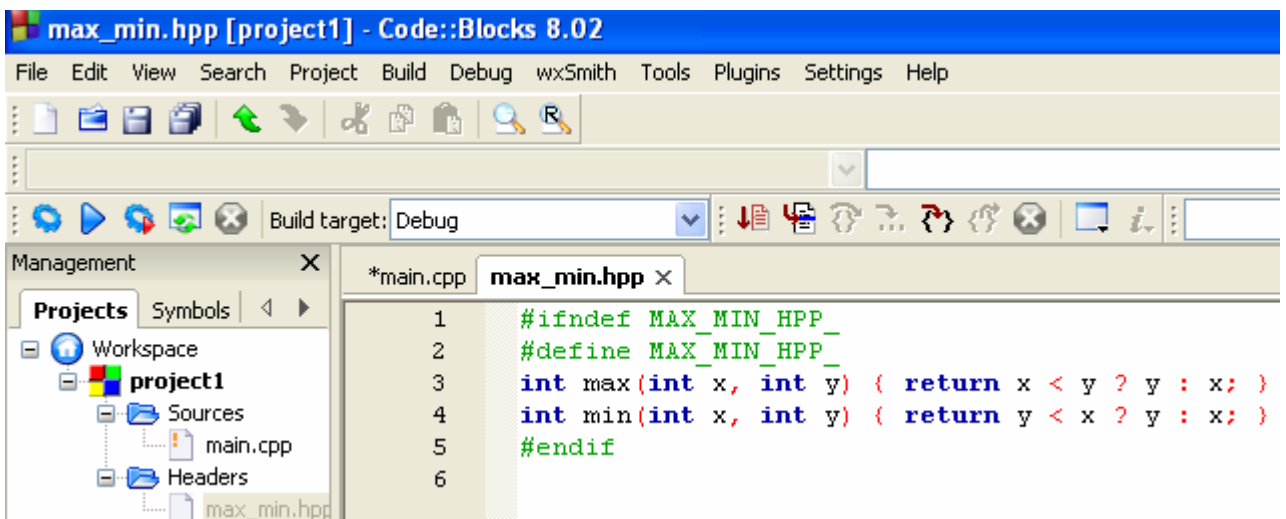 max_min.hpp [project1] - Code::Blocks 8.02
File Edit View Search Project Build Debug wxSmith Tools Plugins Settings Help
Build target: Debug
Management
Projects Symbols
Workspace
project1
Sources
main.cpp
Headers
max_min.hpp
*main.cpp max_min.hpp
1 #ifndef MAX_MIN_HPP_
2 #define MAX_MIN_HPP_
3 int max(int x, int y) { return x < y ? y : x; }
4 int min(int x, int y) { return y < x ? y : x; }
5 #endif
6